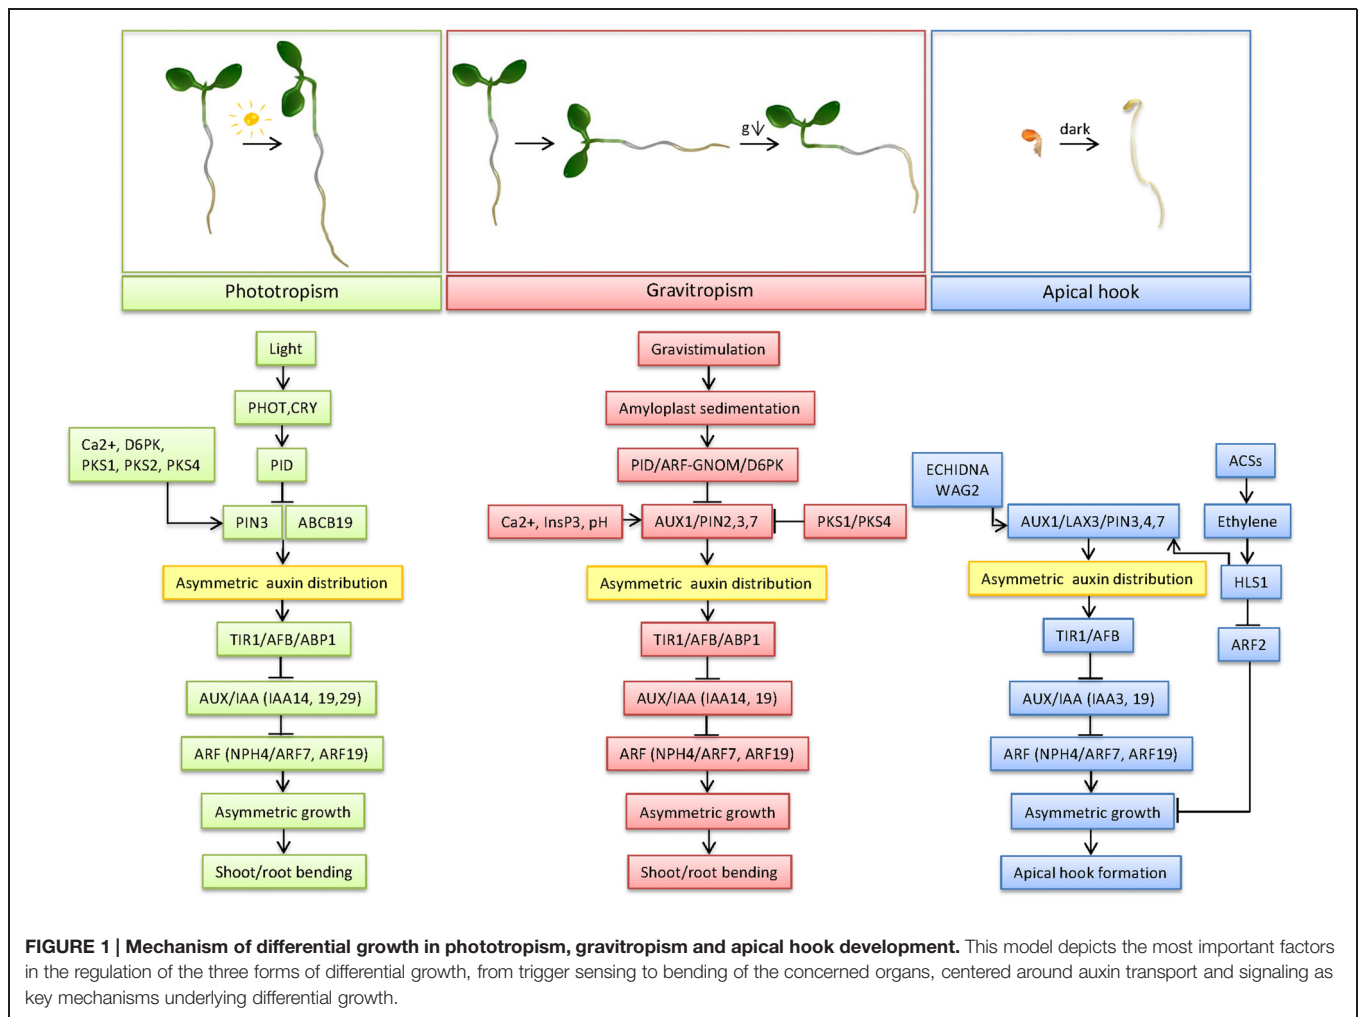 g↓
dark
Phototropism
Gravitropism
Apical hook
Light
PHOT,CRY
Ca2+, D6PK,
PKS1, PKS2, PKS4
PID
PIN3
ABCB19
Asymmetric auxin distribution
TIR1/AFB/ABP1
AUX/IAA (IAA14, 19,29)
ARF (NPH4/ARF7, ARF19)
Asymmetric growth
Shoot/root bending
Gravistimulation
Amyloplast sedimentation
PID/ARF-GNOM/D6PK
Ca2+, InsP3, pH
AUX1/PIN2,3,7
PKS1/PKS4
Asymmetric auxin distribution
TIR1/AFB/ABP1
AUX/IAA (IAA14, 19)
ARF (NPH4/ARF7, ARF19)
Asymmetric growth
Shoot/root bending
ECHIDNA
WAG2
ACSs
AUX1/LAX3/PIN3,4,7
Ethylene
Asymmetric auxin distribution
HLS1
TIR1/AFB
ARF2
AUX/IAA (IAA3, 19)
ARF (NPH4/ARF7, ARF19)
Asymmetric growth
Apical hook formation
FIGURE 1 | Mechanism of differential growth in phototropism, gravitropism and apical hook development. This model depicts the most important factors
in the regulation of the three forms of differential growth, from trigger sensing to bending of the concerned organs, centered around auxin transport and signaling as
key mechanisms underlying differential growth.